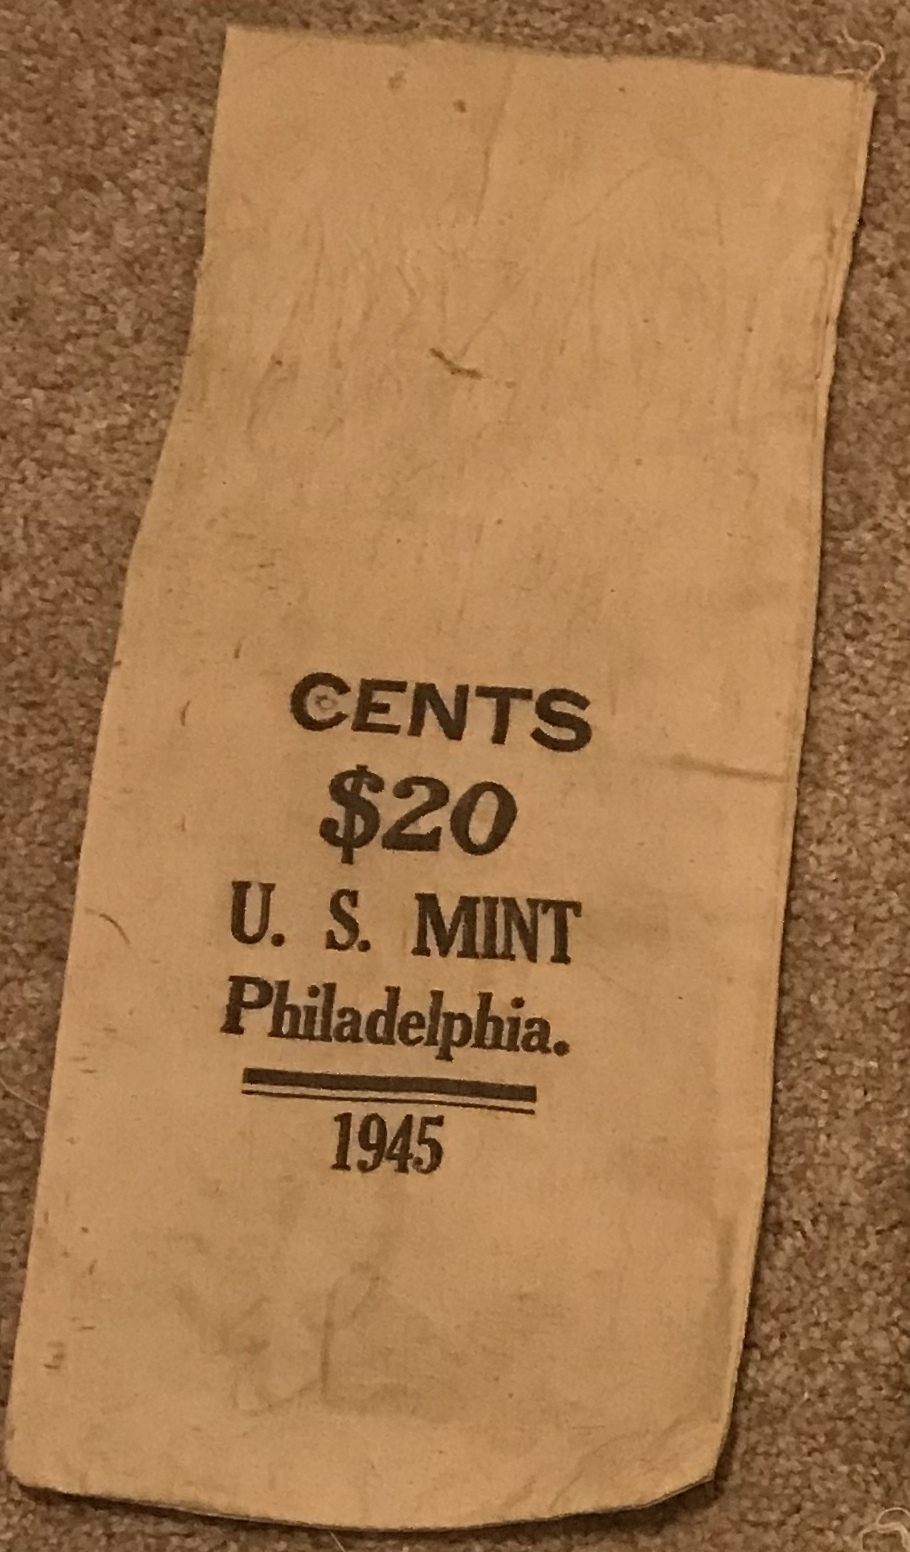 CENTS
$20
U. S. MINT
Philadelphia.
1945